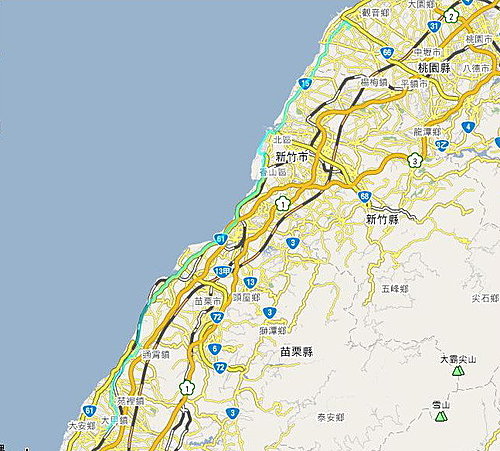 大園鄉
觀音鄉
2
31
桃園市
66
中壢市
桃園縣
八德市
15
楊梅鎮
平鎮市
龍潭鄉
4
北區
新竹市
3
香山區
68
1
新竹縣
61
3
13甲
13
五峰鄉
苗栗市
頭屋鄉
尖石鄉
3
72
獅潭鄉
6
苗栗縣
通霄鎮
大霸尖山
72
1
苑裡鎮
雪山
61
3
大安鄉
大甲鎮
泰安鄉